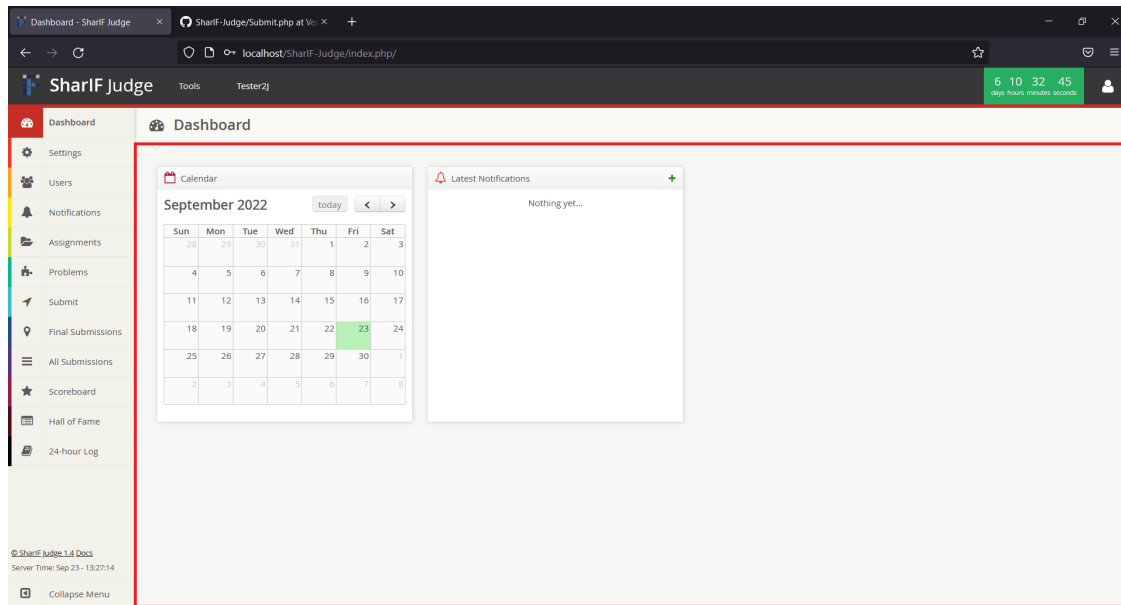 Dashboard - SharIF Judge
SharIF-Judge/Submit.php at Ver
localhost/SharIF-Judge/index.php/
SharIF Judge
Tools
Tester2J
6 10 32 45
days hours minutes seconds
Dashboard
Settings
Users
Notifications
Assignments
Problems
Submit
Final Submissions
All Submissions
Scoreboard
Hall of Fame
24-hour Log
© SharIF Judge 1.4 Docs
Server Time: Sep 23 - 13:27:14
Collapse Menu
Dashboard
Calendar
September 2022
today
Sun Mon Tue Wed Thu Fri Sat
28 29 30 31 1 2 3
4 5 6 7 8 9 10
11 12 13 14 15 16 17
18 19 20 21 22 23 24
25 26 27 28 29 30 1
2 3 4 5 6 7 8
Latest Notifications
Nothing yet...